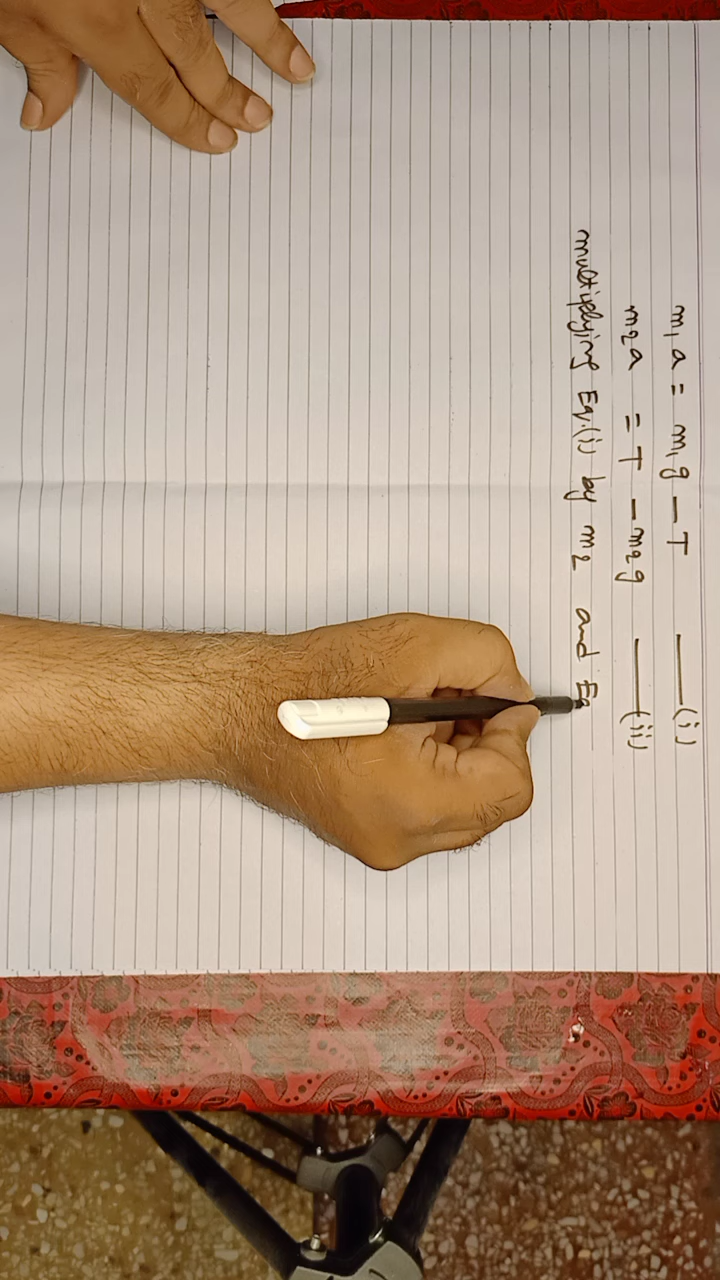 m1a = m1g - T —— (i)
m2a = T - m2g —— (ii)
multiplying Eq.(i) by m2 and Eq